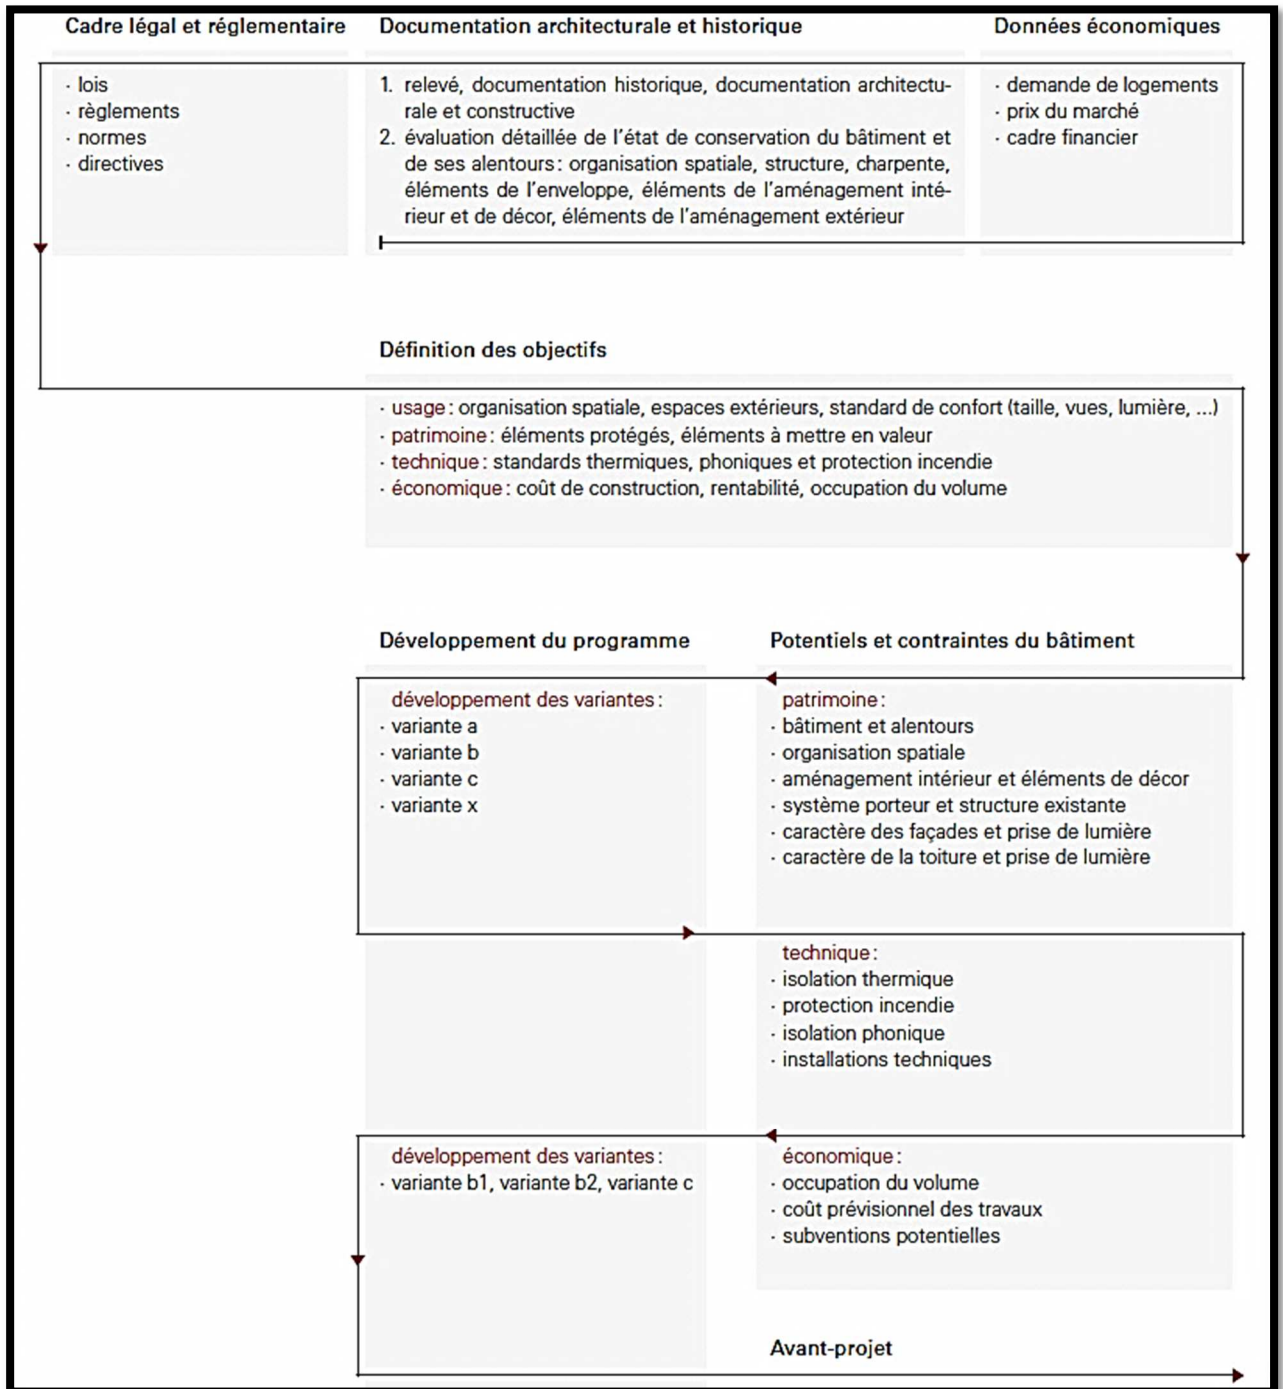 Cadre légal et réglementaire
· lois
· règlements
· normes
· directives
Documentation architecturale et historique
1. relevé, documentation historique, documentation architectu-
rale et constructive
2. évaluation détaillée de l'état de conservation du bâtiment et
de ses alentours : organisation spatiale, structure, charpente,
éléments de l'enveloppe, éléments de l'aménagement inté-
rieur et de décor, éléments de l'aménagement extérieur
Données économiques
· demande de logements
· prix du marché
· cadre financier
Définition des objectifs
· usage : organisation spatiale, espaces extérieurs, standard de confort (taille, vues, lumière, ...)
· patrimoine : éléments protégés, éléments à mettre en valeur
· technique : standards thermiques, phoniques et protection incendie
· économique : coût de construction, rentabilité, occupation du volume
Développement du programme
développement des variantes :
· variante a
· variante b
· variante c
· variante x
Potentiels et contraintes du bâtiment
patrimoine :
· bâtiment et alentours
· organisation spatiale
· aménagement intérieur et éléments de décor
· système porteur et structure existante
· caractère des façades et prise de lumière
· caractère de la toiture et prise de lumière
technique :
· isolation thermique
· protection incendie
· isolation phonique
· installations techniques
développement des variantes :
· variante b1, variante b2, variante c
économique :
· occupation du volume
· coût prévisionnel des travaux
· subventions potentielles
Avant-projet